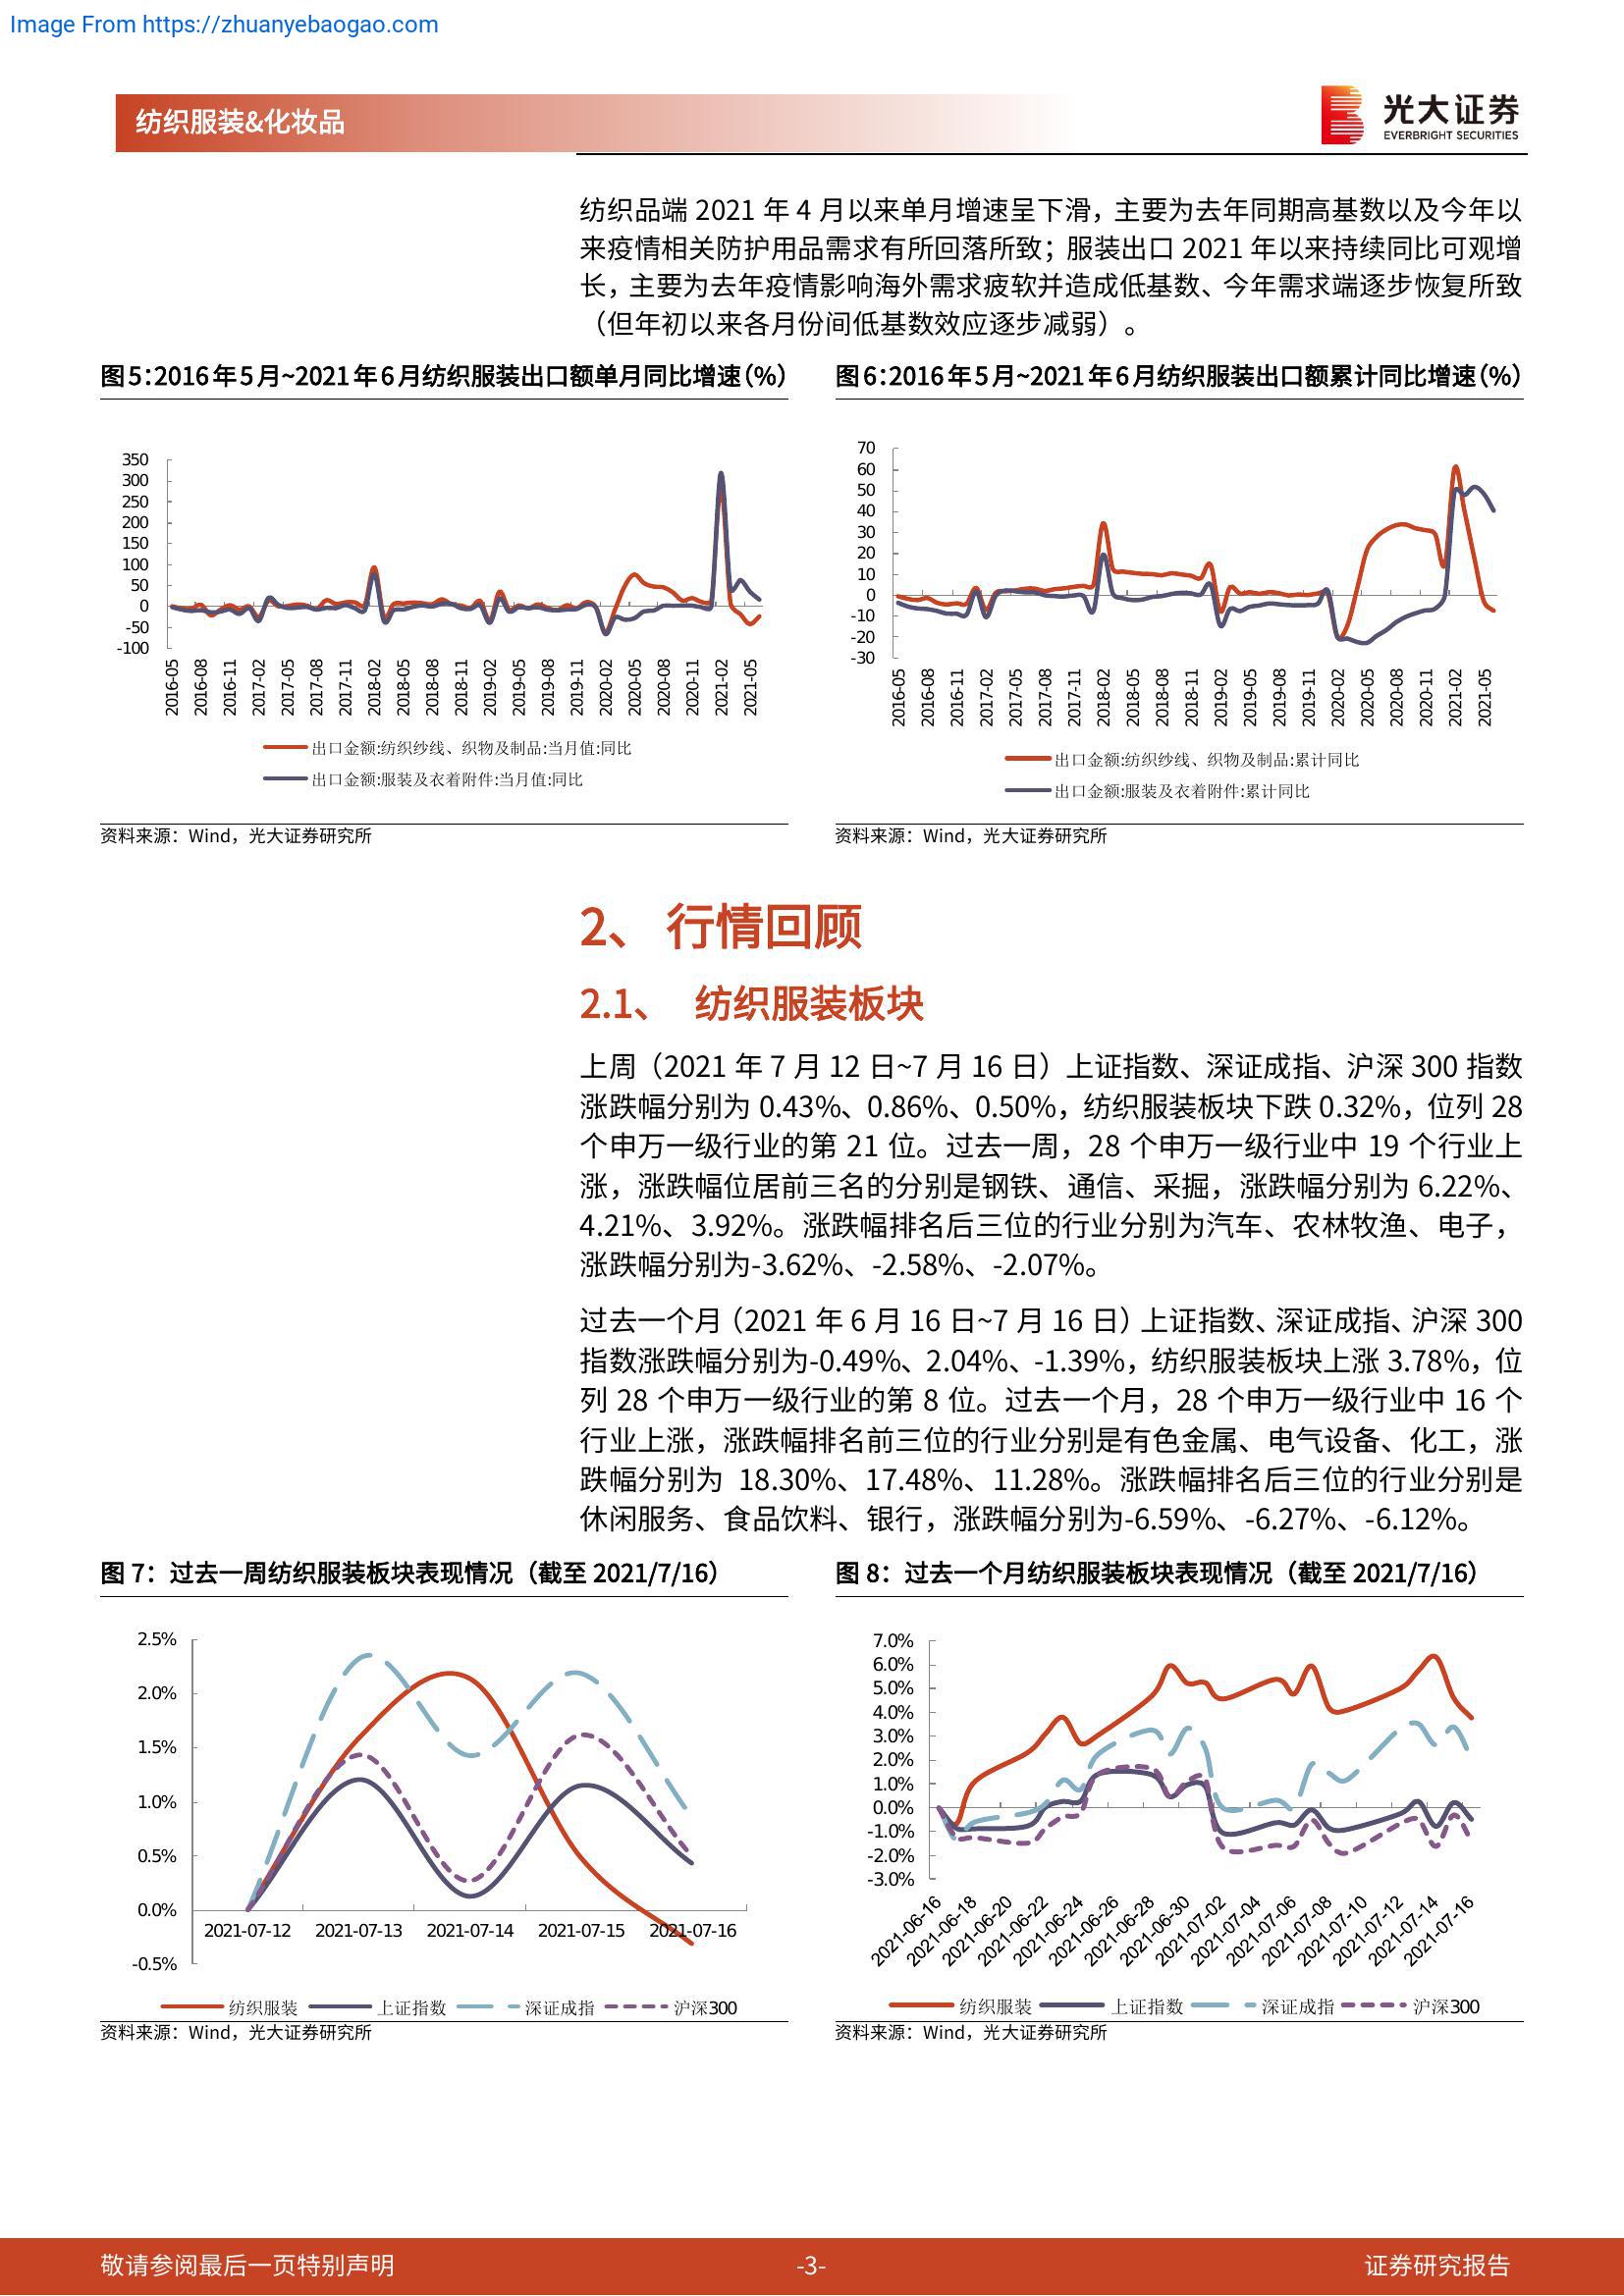 Image From https://zhuanyebaogao.com
纺织服装&化妆品
光大证券
EVERBRIGHT SECURITIES
纺织品端 2021 年 4 月以来单月增速呈下滑，主要为去年同期高基数以及今年以
来疫情相关防护用品需求有所回落所致；服装出口 2021 年以来持续同比可观增
长，主要为去年疫情影响海外需求疲软并造成低基数、今年需求端逐步恢复所致
（但年初以来各月份间低基数效应逐步减弱）。
图5：2016年5月~2021年6月纺织服装出口额单月同比增速（%）
350
300
250
200
150
100
50
0
-50
-100
2016-05
2016-08
2016-11
2017-02
2017-05
2017-08
2017-11
2018-02
2018-05
2018-08
2018-11
2019-02
2019-05
2019-08
2019-11
2020-02
2020-05
2020-08
2020-11
2021-02
2021-05
出口金额:纺织纱线、织物及制品:当月值:同比
出口金额:服装及衣着附件:当月值:同比
资料来源：Wind，光大证券研究所
图6：2016年5月~2021年6月纺织服装出口额累计同比增速（%）
70
60
50
40
30
20
10
0
-10
-20
-30
2016-05
2016-08
2016-11
2017-02
2017-05
2017-08
2017-11
2018-02
2018-05
2018-08
2018-11
2019-02
2019-05
2019-08
2019-11
2020-02
2020-05
2020-08
2020-11
2021-02
2021-05
出口金额:纺织纱线、织物及制品:累计同比
出口金额:服装及衣着附件:累计同比
资料来源：Wind，光大证券研究所
2、 行情回顾
2.1、 纺织服装板块
上周（2021 年 7 月 12 日~7 月 16 日）上证指数、深证成指、沪深 300 指数
涨跌幅分别为 0.43%、0.86%、0.50%，纺织服装板块下跌 0.32%，位列 28
个申万一级行业的第 21 位。过去一周，28 个申万一级行业中 19 个行业上
涨，涨跌幅位居前三名的分别是钢铁、通信、采掘，涨跌幅分别为 6.22%、
4.21%、3.92%。涨跌幅排名后三位的行业分别为汽车、农林牧渔、电子，
涨跌幅分别为-3.62%、-2.58%、-2.07%。
过去一个月（2021 年 6 月 16 日~7 月 16 日）上证指数、深证成指、沪深 300
指数涨跌幅分别为-0.49%、2.04%、-1.39%，纺织服装板块上涨 3.78%，位
列 28 个申万一级行业的第 8 位。过去一个月，28 个申万一级行业中 16 个
行业上涨，涨跌幅排名前三位的行业分别是有色金属、电气设备、化工，涨
跌幅分别为 18.30%、17.48%、11.28%。涨跌幅排名后三位的行业分别是
休闲服务、食品饮料、银行，涨跌幅分别为-6.59%、-6.27%、-6.12%。
图 7：过去一周纺织服装板块表现情况（截至 2021/7/16）
2.5%
2.0%
1.5%
1.0%
0.5%
0.0%
-0.5%
2021-07-12
2021-07-13
2021-07-14
2021-07-15
2021-07-16
纺织服装
上证指数
深证成指
沪深300
资料来源：Wind，光大证券研究所
图 8：过去一个月纺织服装板块表现情况（截至 2021/7/16）
7.0%
6.0%
5.0%
4.0%
3.0%
2.0%
1.0%
0.0%
-1.0%
-2.0%
-3.0%
2021-06-16
2021-06-18
2021-06-20
2021-06-22
2021-06-24
2021-06-26
2021-06-28
2021-06-30
2021-07-02
2021-07-04
2021-07-06
2021-07-08
2021-07-10
2021-07-12
2021-07-14
2021-07-16
纺织服装
上证指数
深证成指
沪深300
资料来源：Wind，光大证券研究所
敬请参阅最后一页特别声明
-3-
证券研究报告